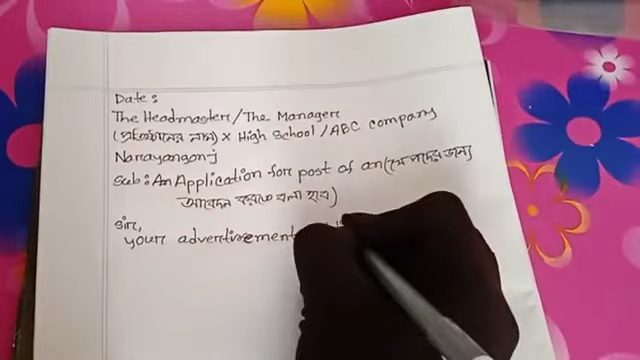 Date:
The Headmaster/The Manager
(প্রতিষ্ঠানের নাম) × High School/ABC company
Narayangonj
Sub: An Application for post of an (যে পদের জন্য
আবেদন করতে বলা হবে)
Sir,
your advertisement